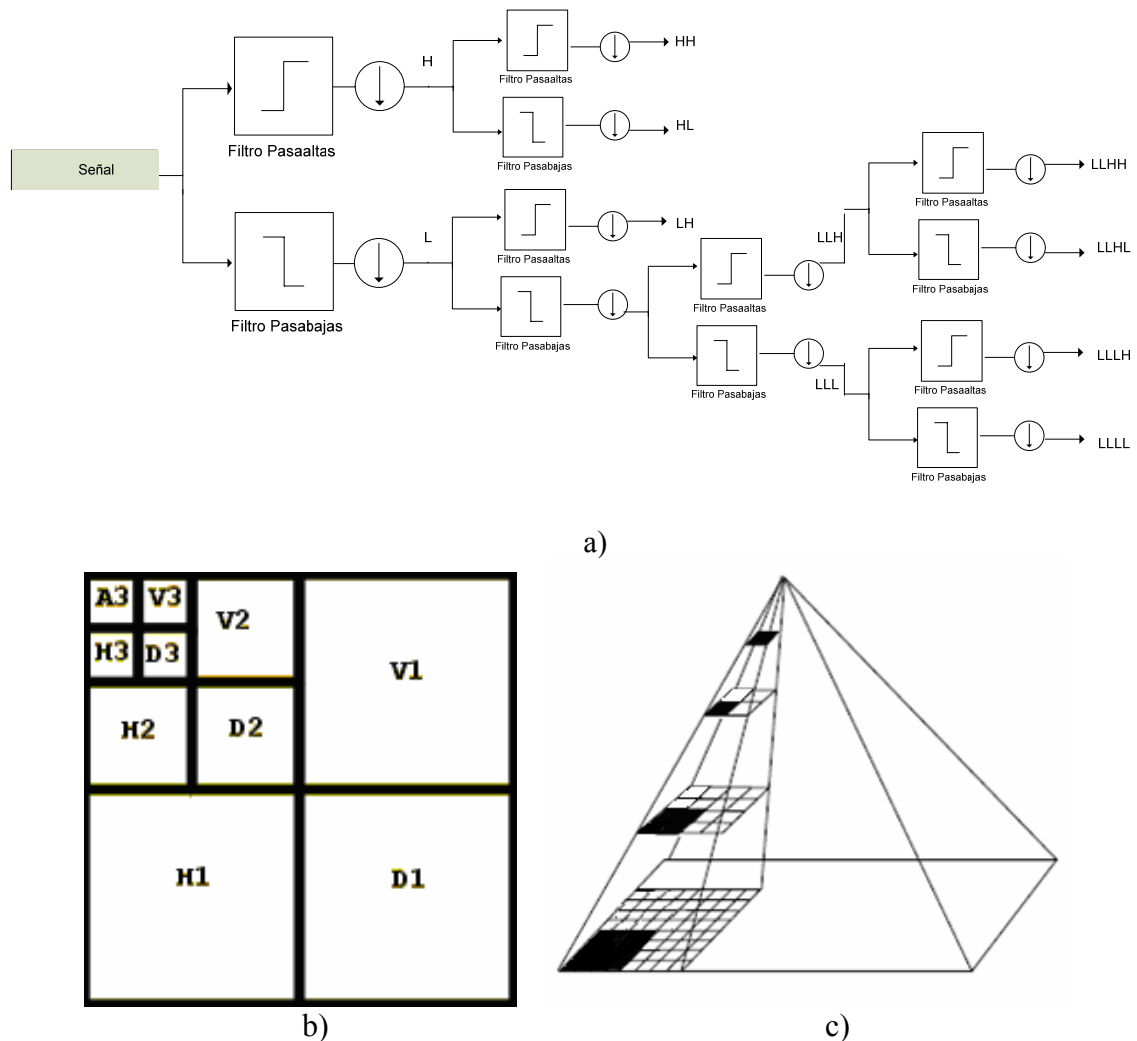 H
HH
Filtro Pasaaltas
HL
Filtro Pasaaltas
Filtro Pasabajas
Señal
LLHH
Filtro Pasaaltas
L
LH
Filtro Pasaaltas
LLH
LLHL
Filtro Pasabajas
Filtro Pasaaltas
Filtro Pasabajas
Filtro Pasabajas
LLLH
LLL
Filtro Pasabajas
Filtro Pasaaltas
LLLL
Filtro Pasabajas
a)
A3 V3
V2
H3 D3
V1
H2 D2
H1 D1
b) c)